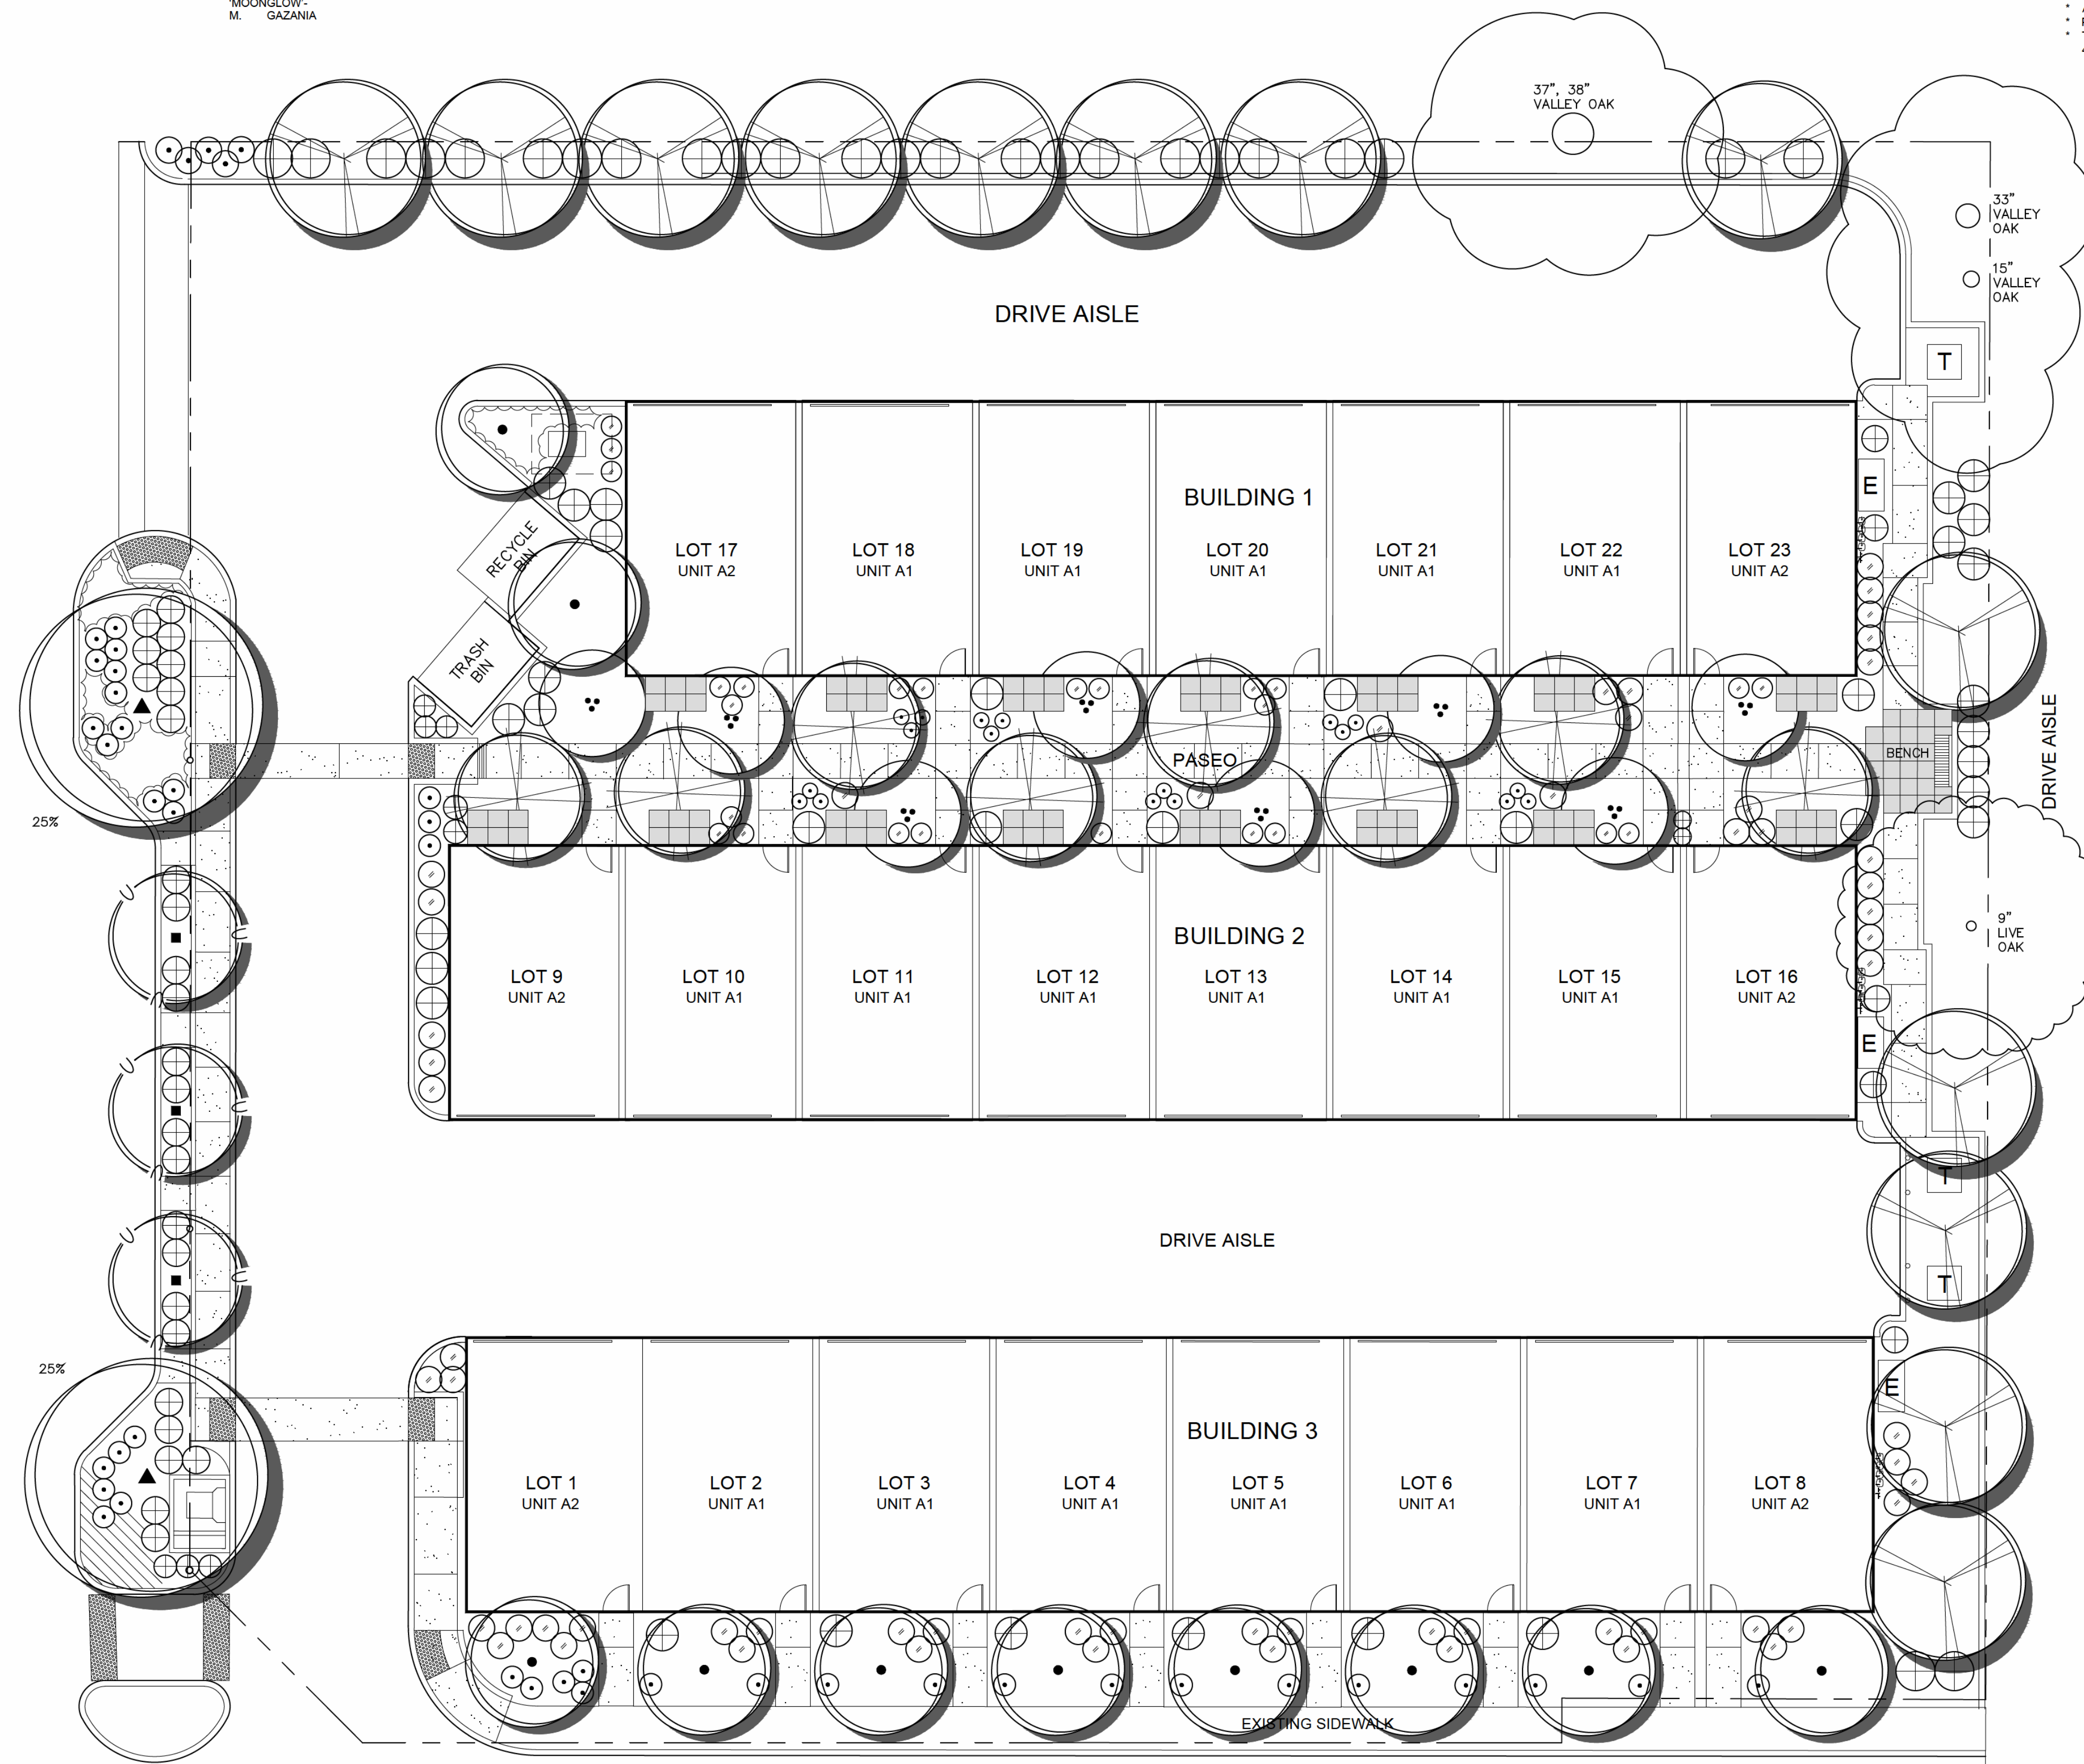 'MOONGLOW'-
M. GAZANIA
37", 38"
VALLEY OAK
33"
VALLEY
OAK
15"
VALLEY
OAK
DRIVE AISLE
T
BUILDING 1
E
RECYCLE
BIN
LOT 17
UNIT A2
LOT 18
UNIT A1
LOT 19
UNIT A1
LOT 20
UNIT A1
LOT 21
UNIT A1
LOT 22
UNIT A1
LOT 23
UNIT A2
TRASH
BIN
PASEO
BENCH
DRIVE AISLE
25%
BUILDING 2
9"
LIVE
OAK
LOT 9
UNIT A2
LOT 10
UNIT A1
LOT 11
UNIT A1
LOT 12
UNIT A1
LOT 13
UNIT A1
LOT 14
UNIT A1
LOT 15
UNIT A1
LOT 16
UNIT A2
E
T
DRIVE AISLE
T
25%
E
BUILDING 3
LOT 1
UNIT A2
LOT 2
UNIT A1
LOT 3
UNIT A1
LOT 4
UNIT A1
LOT 5
UNIT A1
LOT 6
UNIT A1
LOT 7
UNIT A1
LOT 8
UNIT A2
EXISTING SIDEWALK